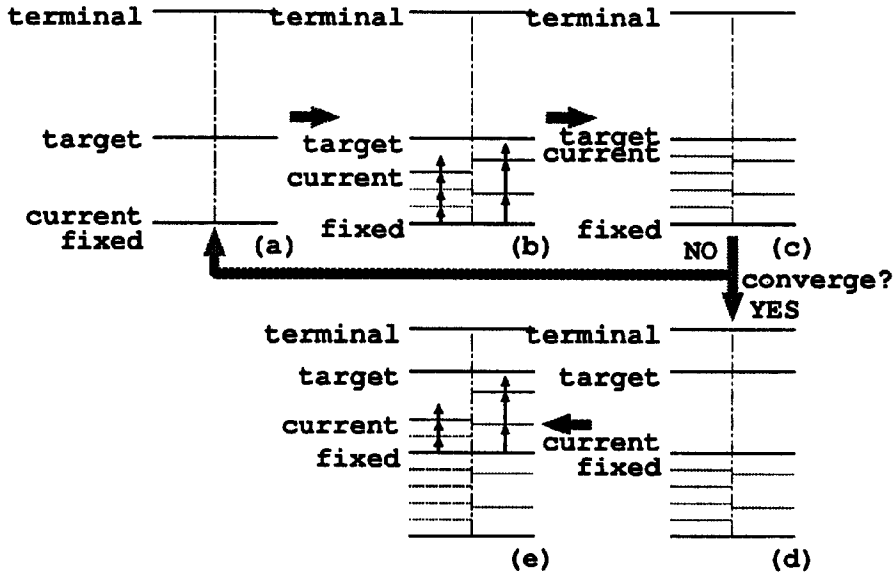 terminal
target
current
fixed
(a)
terminal
target
current
fixed
(b)
terminal
target
current
fixed
(c)
NO
converge?
YES
terminal
target
current
fixed
(e)
terminal
target
current
fixed
(d)